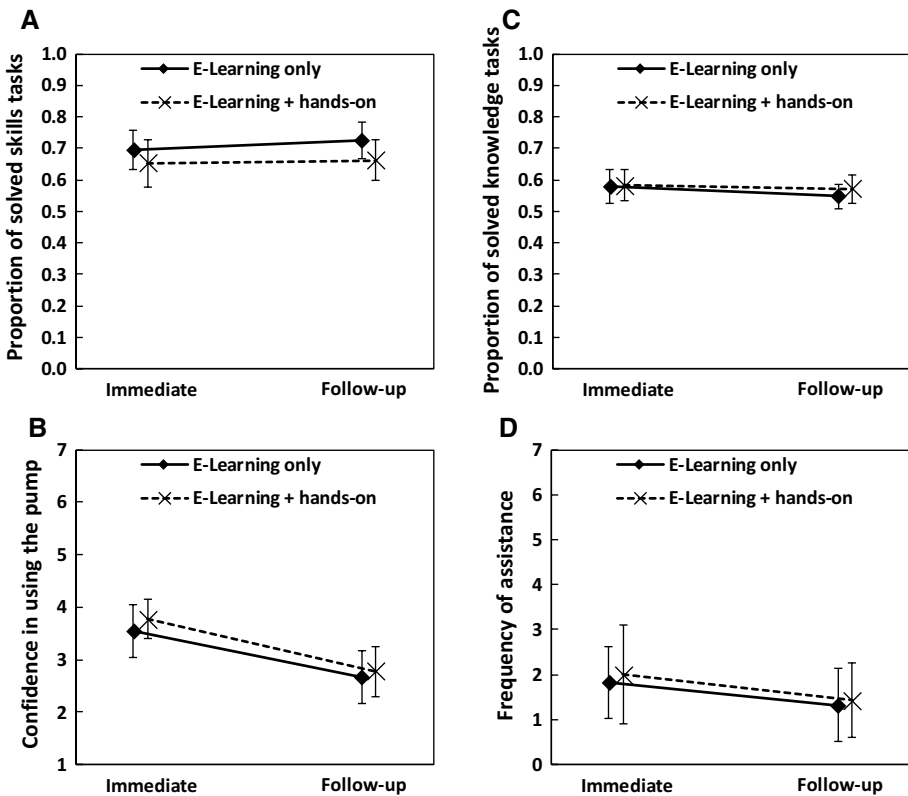 A
Proportion of solved skills tasks
1.0
0.9
0.8
0.7
0.6
0.5
0.4
0.3
0.2
0.1
0.0
E-Learning only
E-Learning + hands-on
Immediate Follow-up
C
Proportion of solved knowledge tasks
1.0
0.9
0.8
0.7
0.6
0.5
0.4
0.3
0.2
0.1
0.0
E-Learning only
E-Learning + hands-on
Immediate Follow-up
B
Confidence in using the pump
7
6
5
4
3
2
1
E-Learning only
E-Learning + hands-on
Immediate Follow-up
D
Frequency of assistance
7
6
5
4
3
2
1
0
E-Learning only
E-Learning + hands-on
Immediate Follow-up